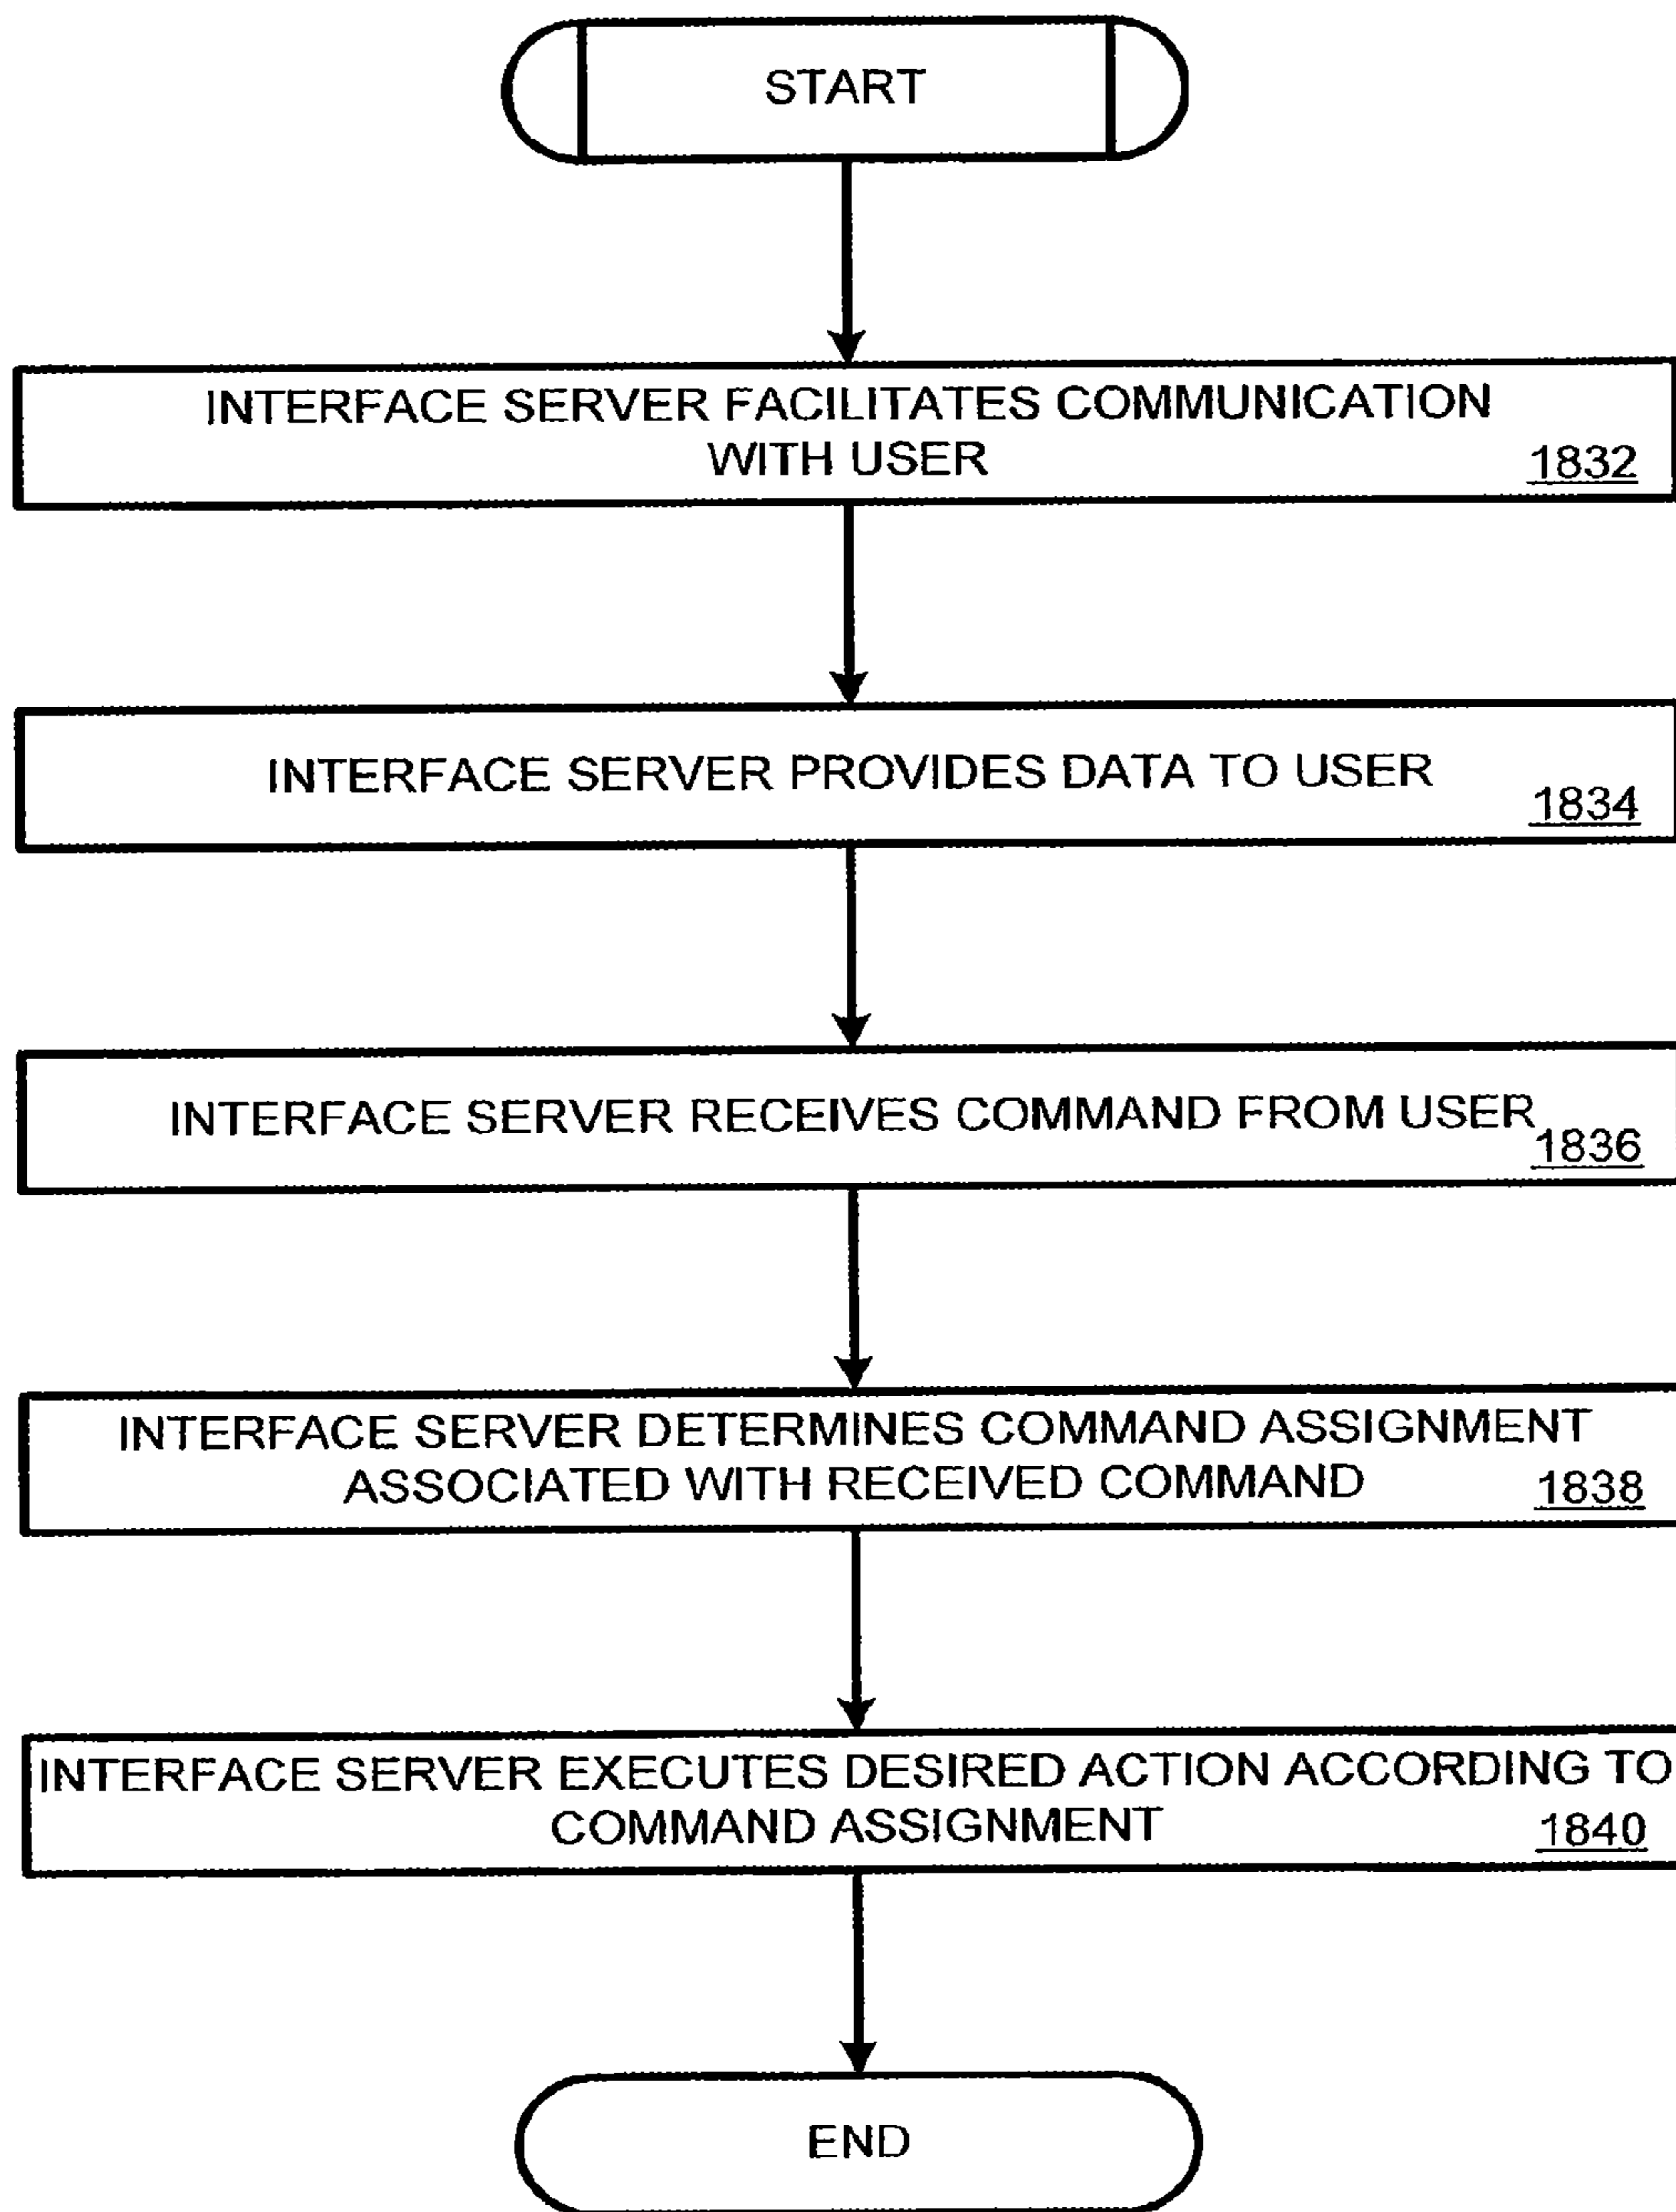 START
INTERFACE SERVER FACILITATES COMMUNICATION
WITH USER
1832
INTERFACE SERVER PROVIDES DATA TO USER
1834
INTERFACE SERVER RECEIVES COMMAND FROM USER
1836
INTERFACE SERVER DETERMINES COMMAND ASSIGNMENT
ASSOCIATED WITH RECEIVED COMMAND
1838
INTERFACE SERVER EXECUTES DESIRED ACTION ACCORDING TO
COMMAND ASSIGNMENT
1840
END